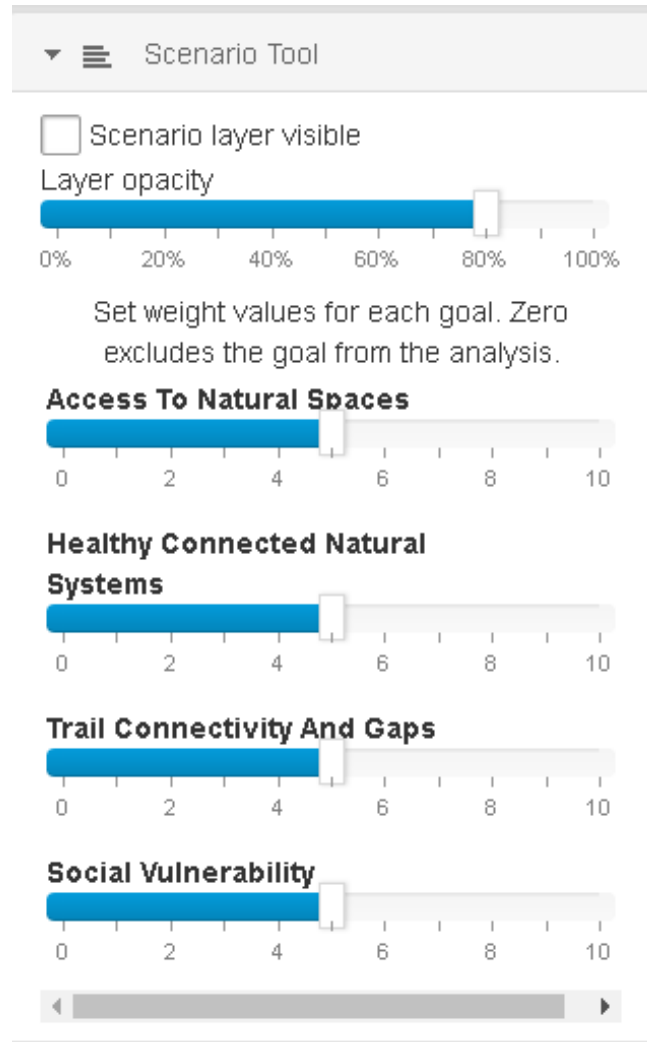 Scenario Tool
Scenario layer visible
Layer opacity
0% 20% 40% 60% 80% 100%
Set weight values for each goal. Zero
excludes the goal from the analysis.
Access To Natural Spaces
0 2 4 6 8 10
Healthy Connected Natural
Systems
0 2 4 6 8 10
Trail Connectivity And Gaps
0 2 4 6 8 10
Social Vulnerability
0 2 4 6 8 10